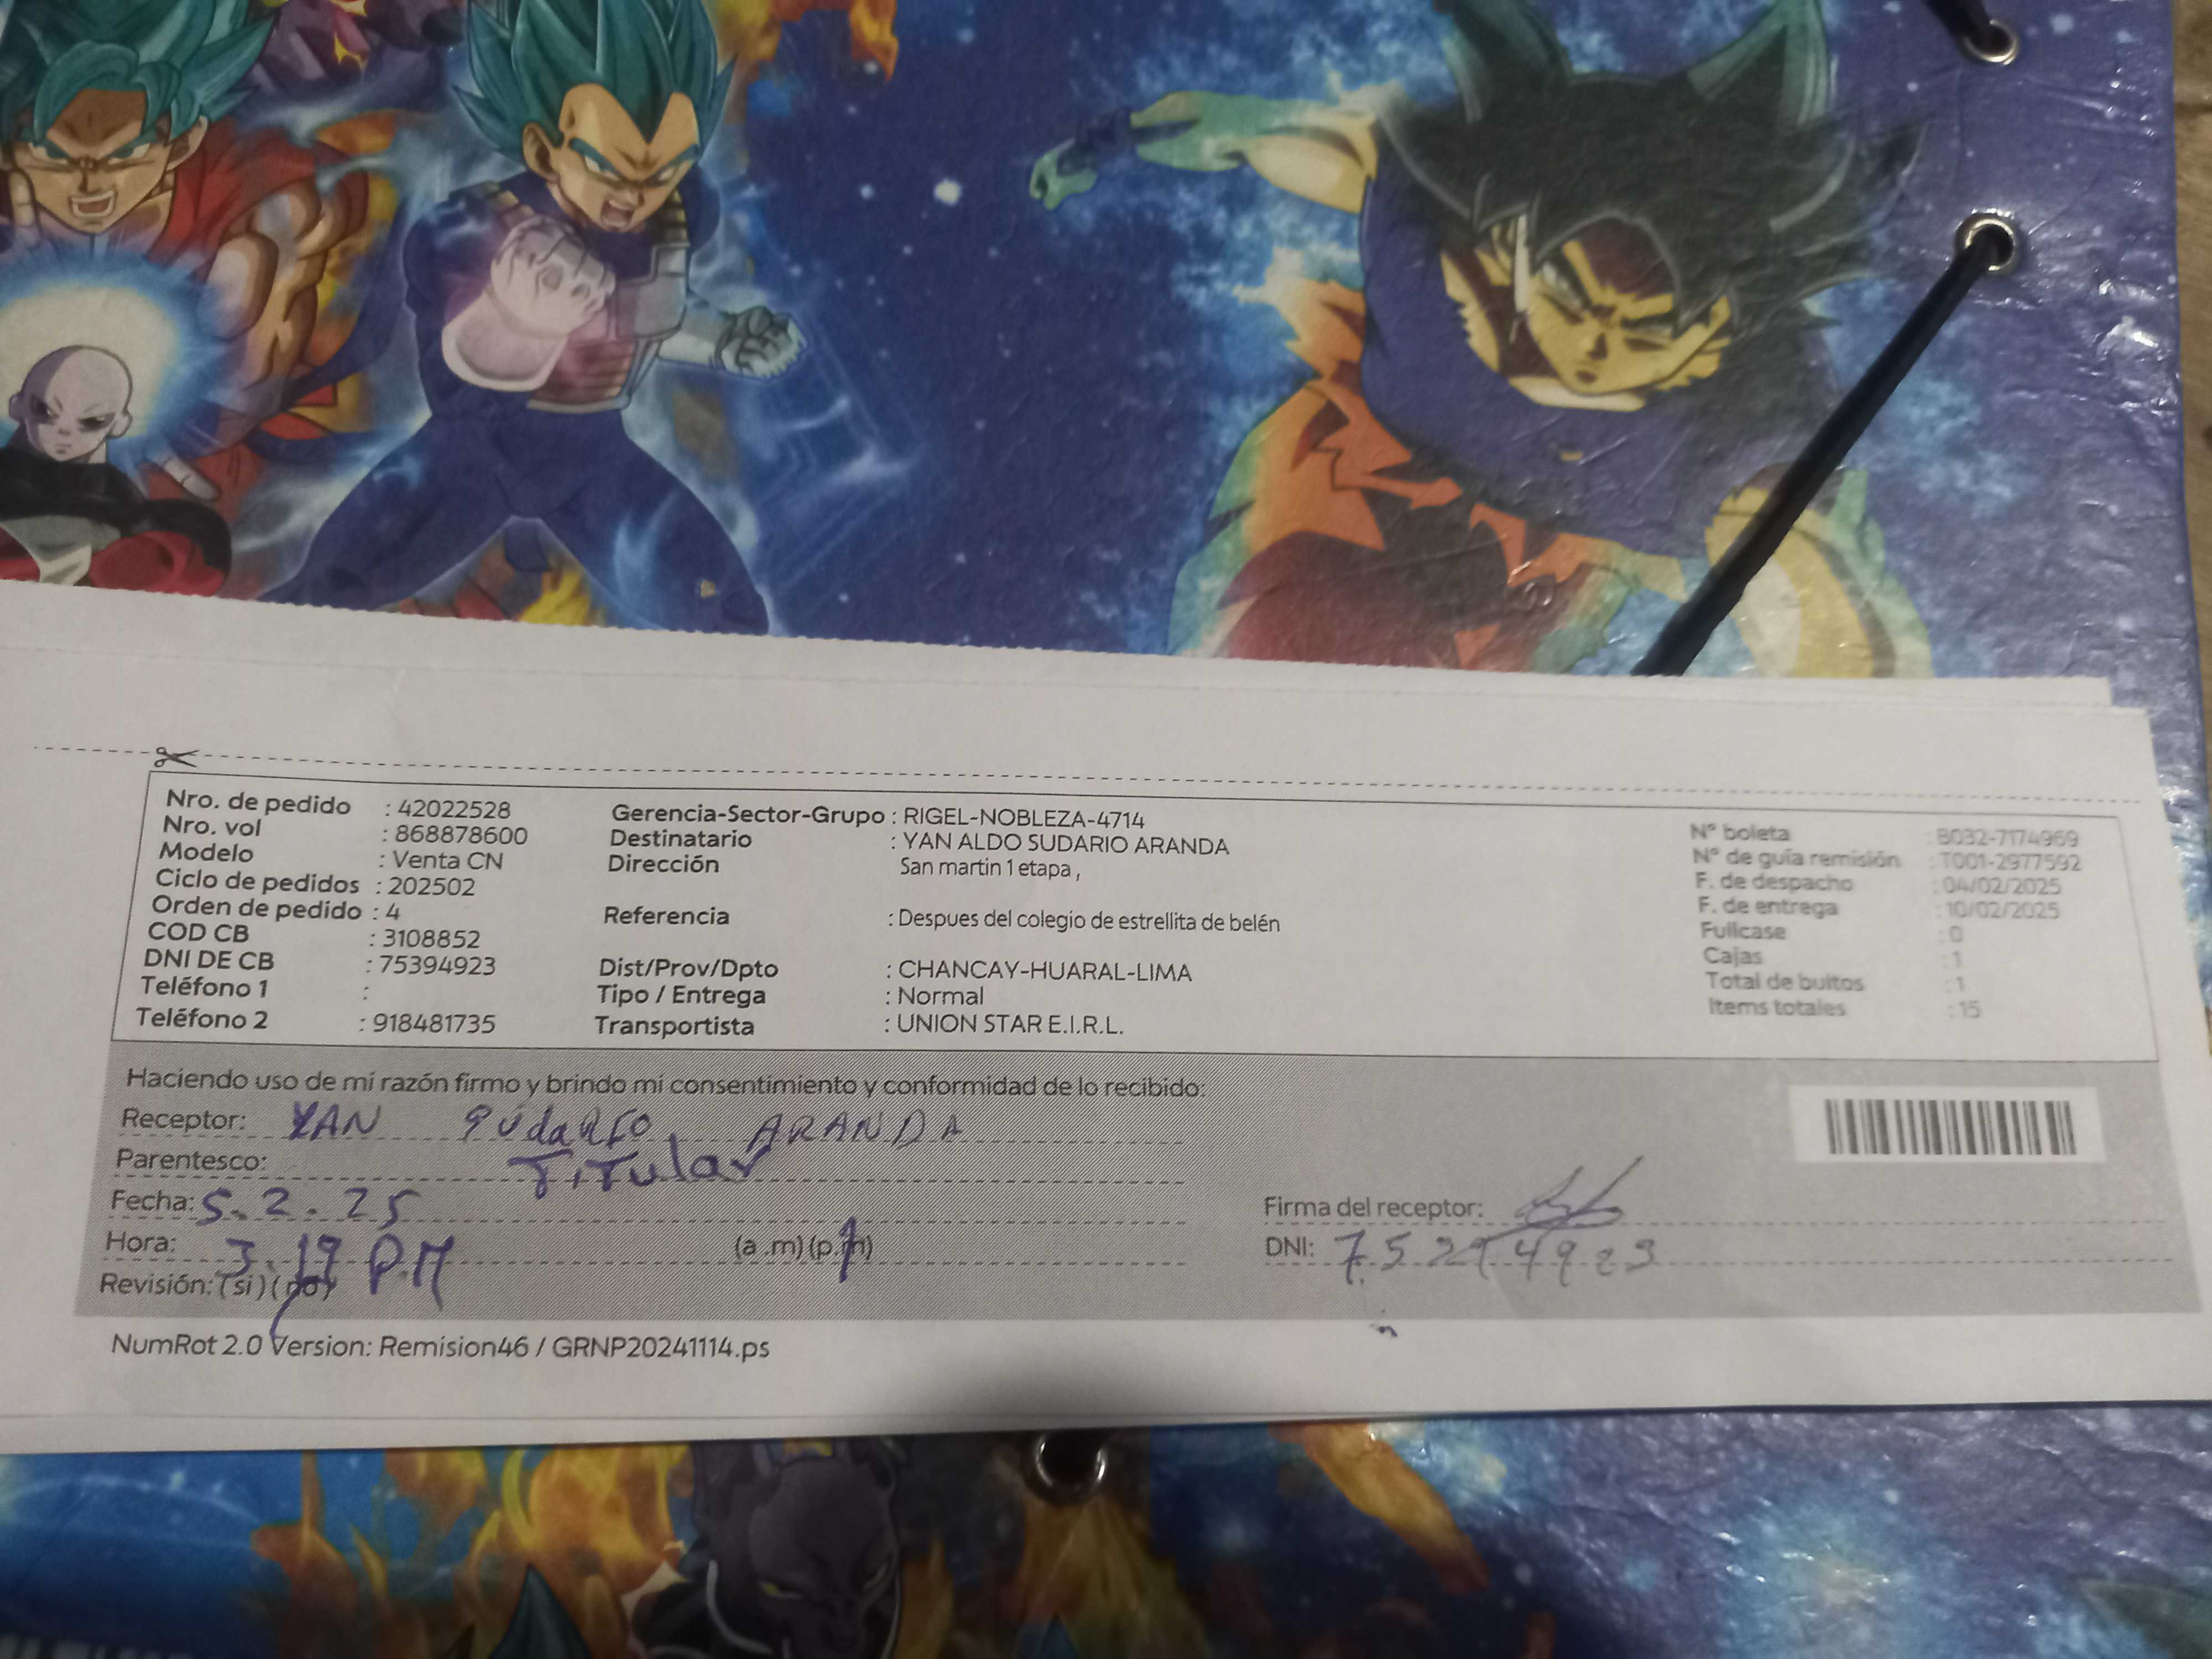 Nro. de pedido : 42022528
Nro. vol : 868878600
Modelo : Venta CN
Ciclo de pedidos : 202502
Orden de pedido : 4
COD CB : 3108852
DNI DE CB : 75394923
Teléfono 1 :
Teléfono 2 : 918481735
Gerencia-Sector-Grupo : RIGEL-NOBLEZA-4714
Destinatario : YAN ALDO SUDARIO ARANDA
Dirección San martin 1 etapa ,
Referencia : Despues del colegio de estrellita de belén
Dist/Prov/Dpto : CHANCAY-HUARAL-LIMA
Tipo / Entrega : Normal
Transportista : UNION STAR E.I.R.L.
N° boleta : B032-7174969
N° de guía remisión : T001-2977592
F. de despacho : 04/02/2025
F. de entrega : 10/02/2025
Fullcase : 0
Cajas : 1
Total de bultos : 1
Items totales : 15
Haciendo uso de mi razón firmo y brindo mi consentimiento y conformidad de lo recibido:
Receptor: YAN SUdaRIO ARANDA
Parentesco: TiTular
Fecha: 5.2.25
Hora: 3.19 P.M (a .m) (p.m)
Revisión: (si) (no)
Firma del receptor:
DNI:
NumRot 2.0 Version: Remision46 / GRNP20241114.ps